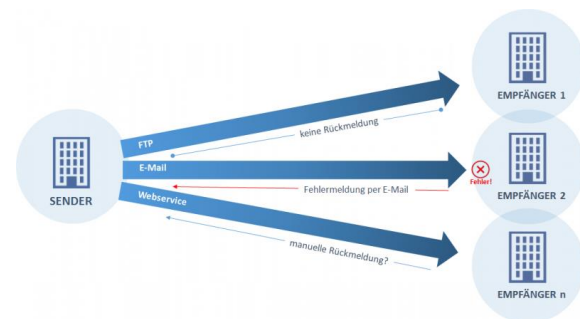 EMPFÄNGER 1
FTP
keine Rückmeldung
E-Mail
Fehler!
Fehlermeldung per E-Mail
SENDER
EMPFÄNGER 2
Webservice
manuelle Rückmeldung?
EMPFÄNGER n